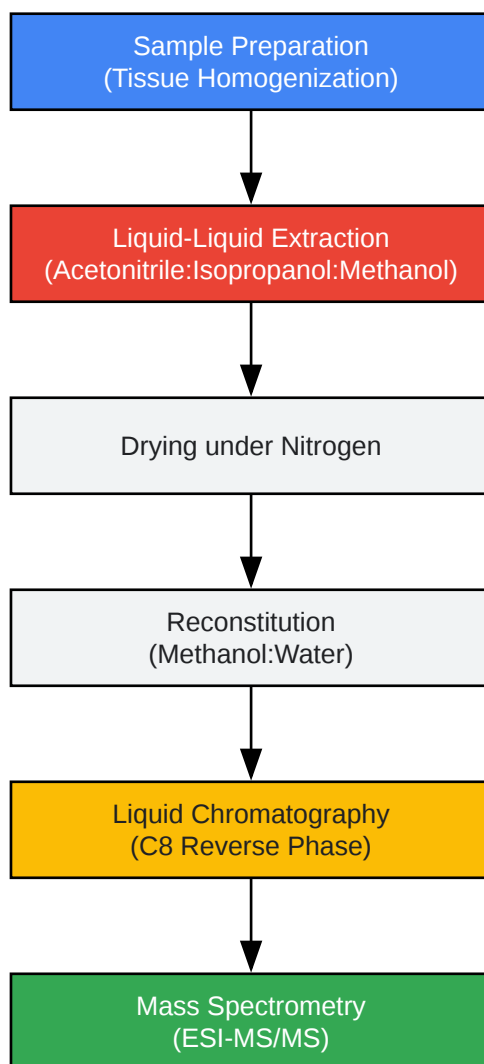 Sample Preparation
(Tissue Homogenization)
Liquid-Liquid Extraction
(Acetonitrile:Isopropanol:Methanol)
Drying under Nitrogen
Reconstitution
(Methanol:Water)
Liquid Chromatography
(C8 Reverse Phase)
Mass Spectrometry
(ESI-MS/MS)